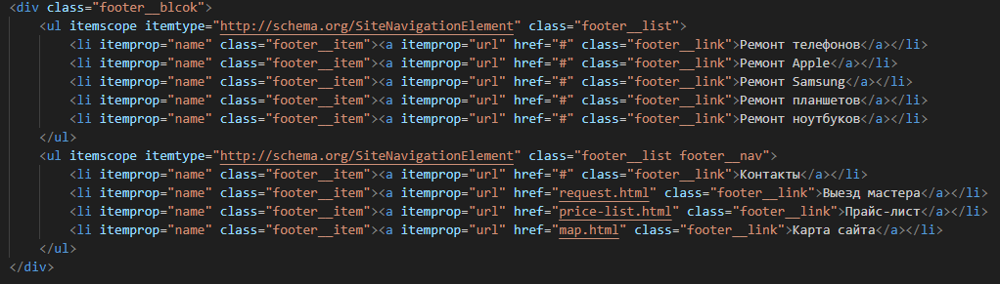 <div class="footer__blcok">
<ul itemscope itemtype="http://schema.org/SiteNavigationElement" class="footer__list">
<li itemprop="name" class="footer__item"><a itemprop="url" href="#" class="footer__link">Ремонт телефонов</a></li>
<li itemprop="name" class="footer__item"><a itemprop="url" href="#" class="footer__link">Ремонт Apple</a></li>
<li itemprop="name" class="footer__item"><a itemprop="url" href="#" class="footer__link">Ремонт Samsung</a></li>
<li itemprop="name" class="footer__item"><a itemprop="url" href="#" class="footer__link">Ремонт планшетов</a></li>
<li itemprop="name" class="footer__item"><a itemprop="url" href="#" class="footer__link">Ремонт ноутбуков</a></li>
</ul>
<ul itemscope itemtype="http://schema.org/SiteNavigationElement" class="footer__list footer__nav">
<li itemprop="name" class="footer__item"><a itemprop="url" href="#" class="footer__link">Контакты</a></li>
<li itemprop="name" class="footer__item"><a itemprop="url" href="request.html" class="footer__link">Выезд мастера</a></li>
<li itemprop="name" class="footer__item"><a itemprop="url" href="price-list.html" class="footer__link">Прайс-лист</a></li>
<li itemprop="name" class="footer__item"><a itemprop="url" href="map.html" class="footer__link">Карта сайта</a></li>
</ul>
</div>